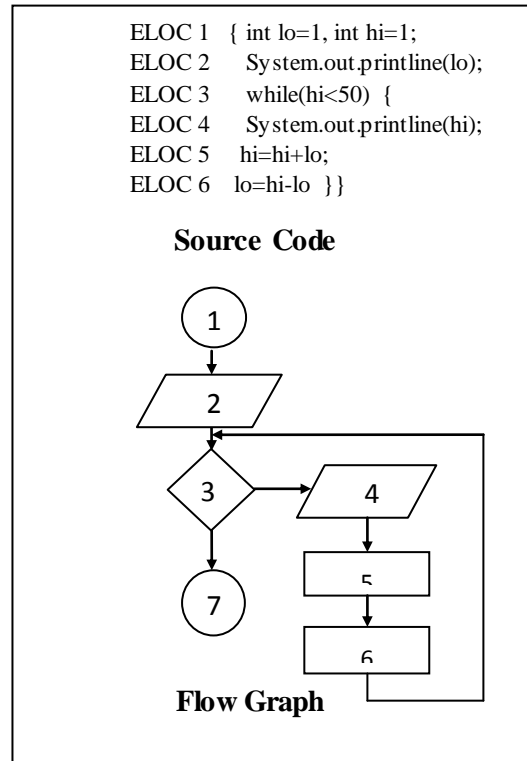 ELOC 1 { int lo=1, int hi=1;
ELOC 2 System.out.printline(lo);
ELOC 3 while(hi<50) {
ELOC 4 System.out.printline(hi);
ELOC 5 hi=hi+lo;
ELOC 6 lo=hi-lo }}
Source Code
1
2
3
4
7
5
6
Flow Graph